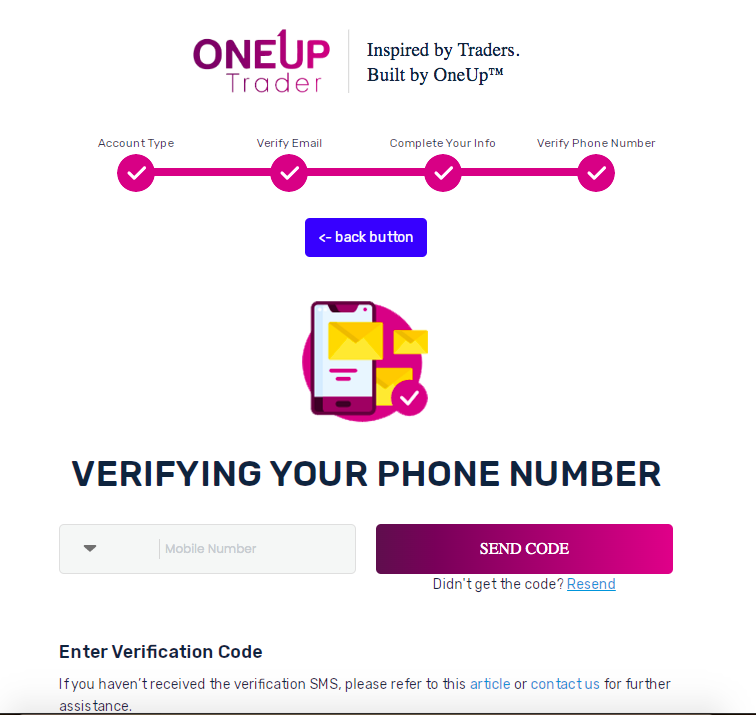 ONEUP
Trader
Inspired by Traders.
Built by OneUp™
Account Type
Verify Email
Complete Your Info
Verify Phone Number
<- back button
VERIFYING YOUR PHONE NUMBER
Mobile Number
SEND CODE
Didn't get the code? Resend
Enter Verification Code
If you haven't received the verification SMS, please refer to this article or contact us for further
assistance.